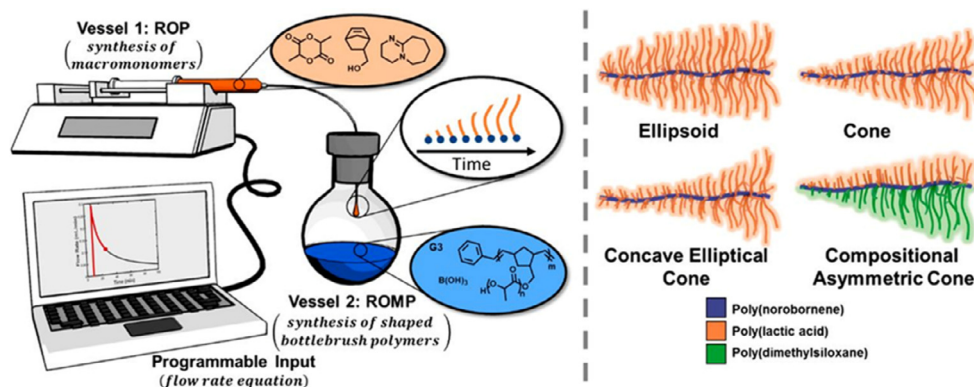 Vessel 1: ROP
(synthesis of
macromonomers)
O
O
O
O
HO
N
N
Time
G3
B(OH)3
H
O
O
O
n
m
Vessel 2: ROMP
(synthesis of shaped
bottlebrush polymers)
Programmable Input
(flow rate equation)
Ellipsoid
Cone
Concave Elliptical
Cone
Compositional
Asymmetric Cone
Poly(norobornene)
Poly(lactic acid)
Poly(dimethylsiloxane)